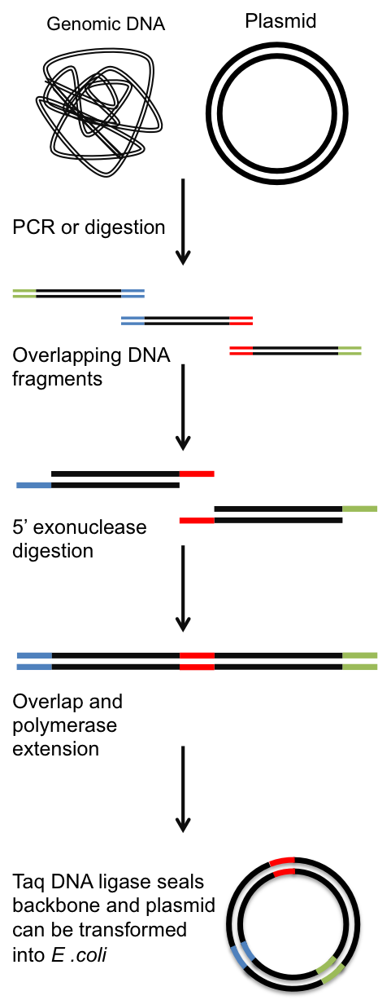 Genomic DNA
Plasmid
PCR or digestion
Overlapping DNA
fragments
5’ exonuclease
digestion
Overlap and
polymerase
extension
Taq DNA ligase seals
backbone and plasmid
can be transformed
into E .coli